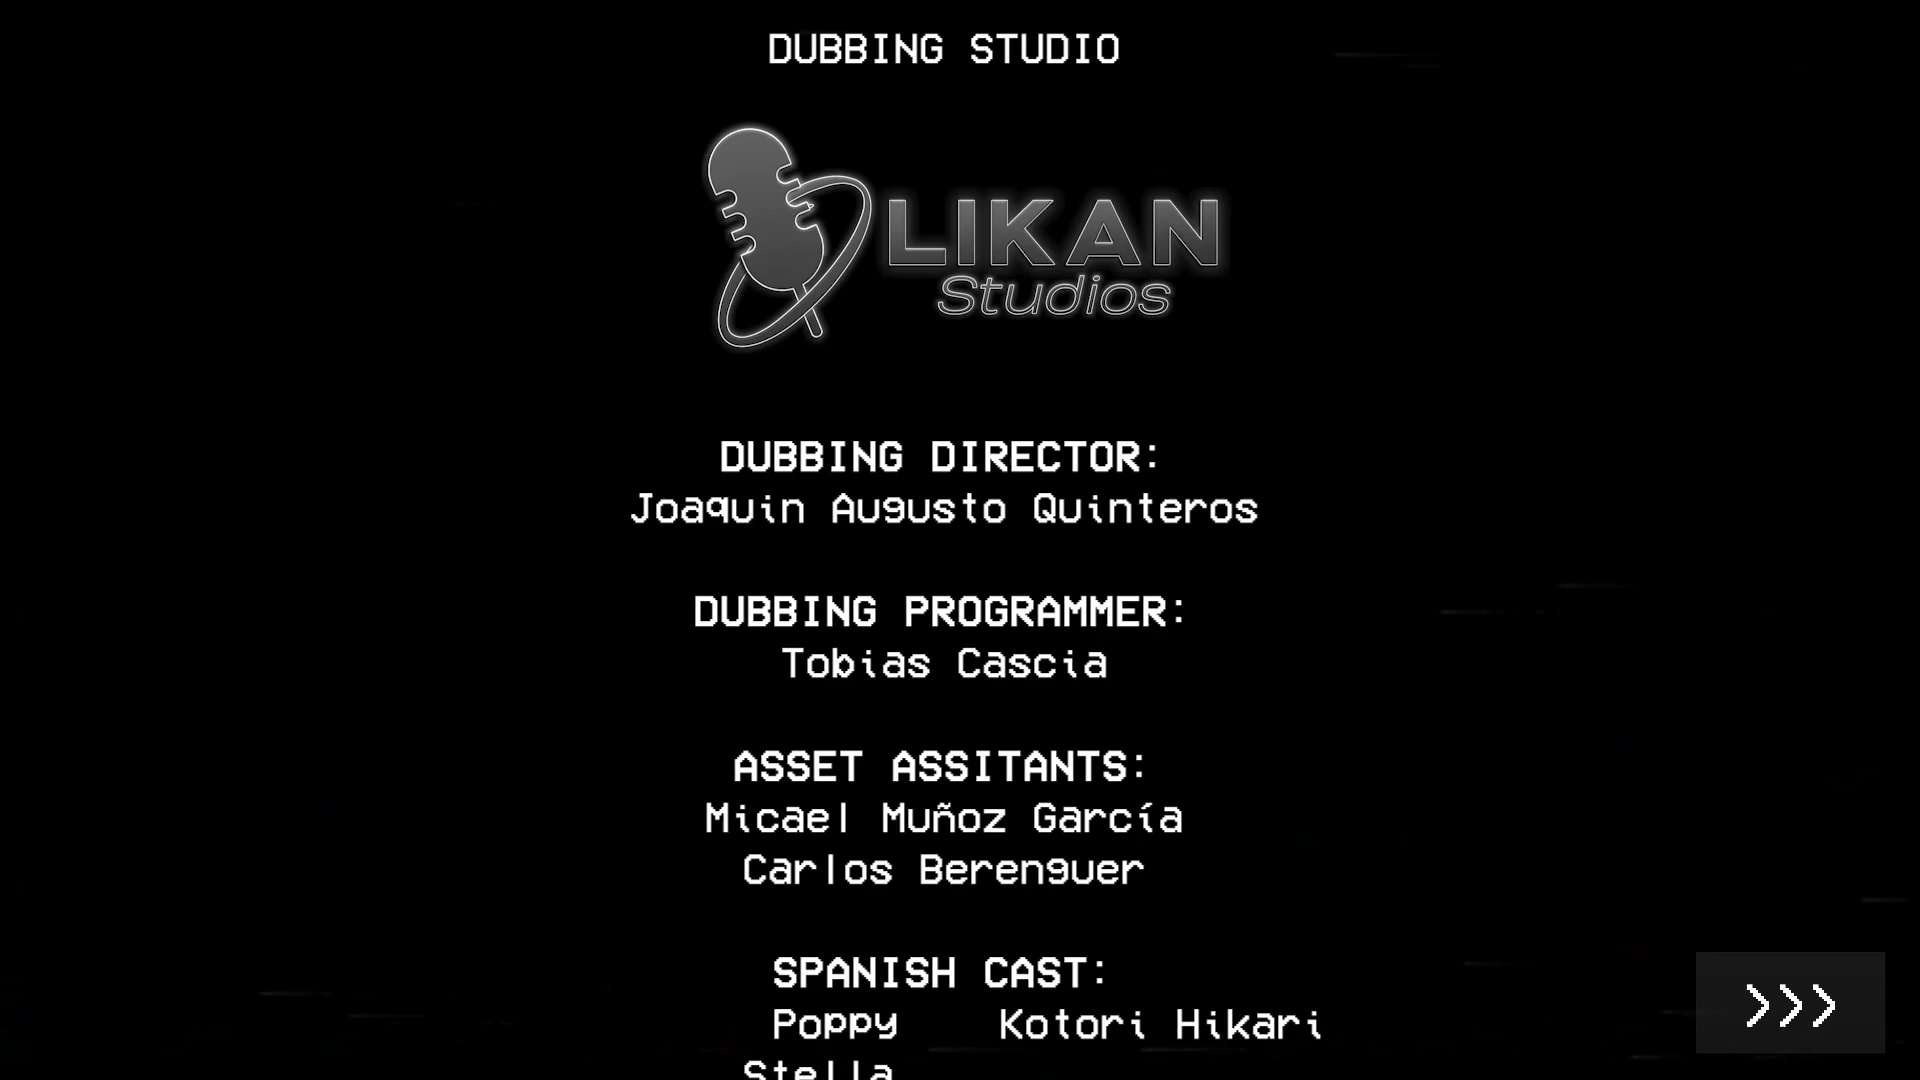 DUBBING STUDIO
LIKAN
Studios
DUBBING DIRECTOR:
Joaquin Augusto Quinteros
DUBBING PROGRAMMER:
Tobias Cascia
ASSET ASSITANTS:
Micael Muñoz García
Carlos Berenguer
SPANISH CAST:
Poppy Kotori Hikari
Stella
>>>